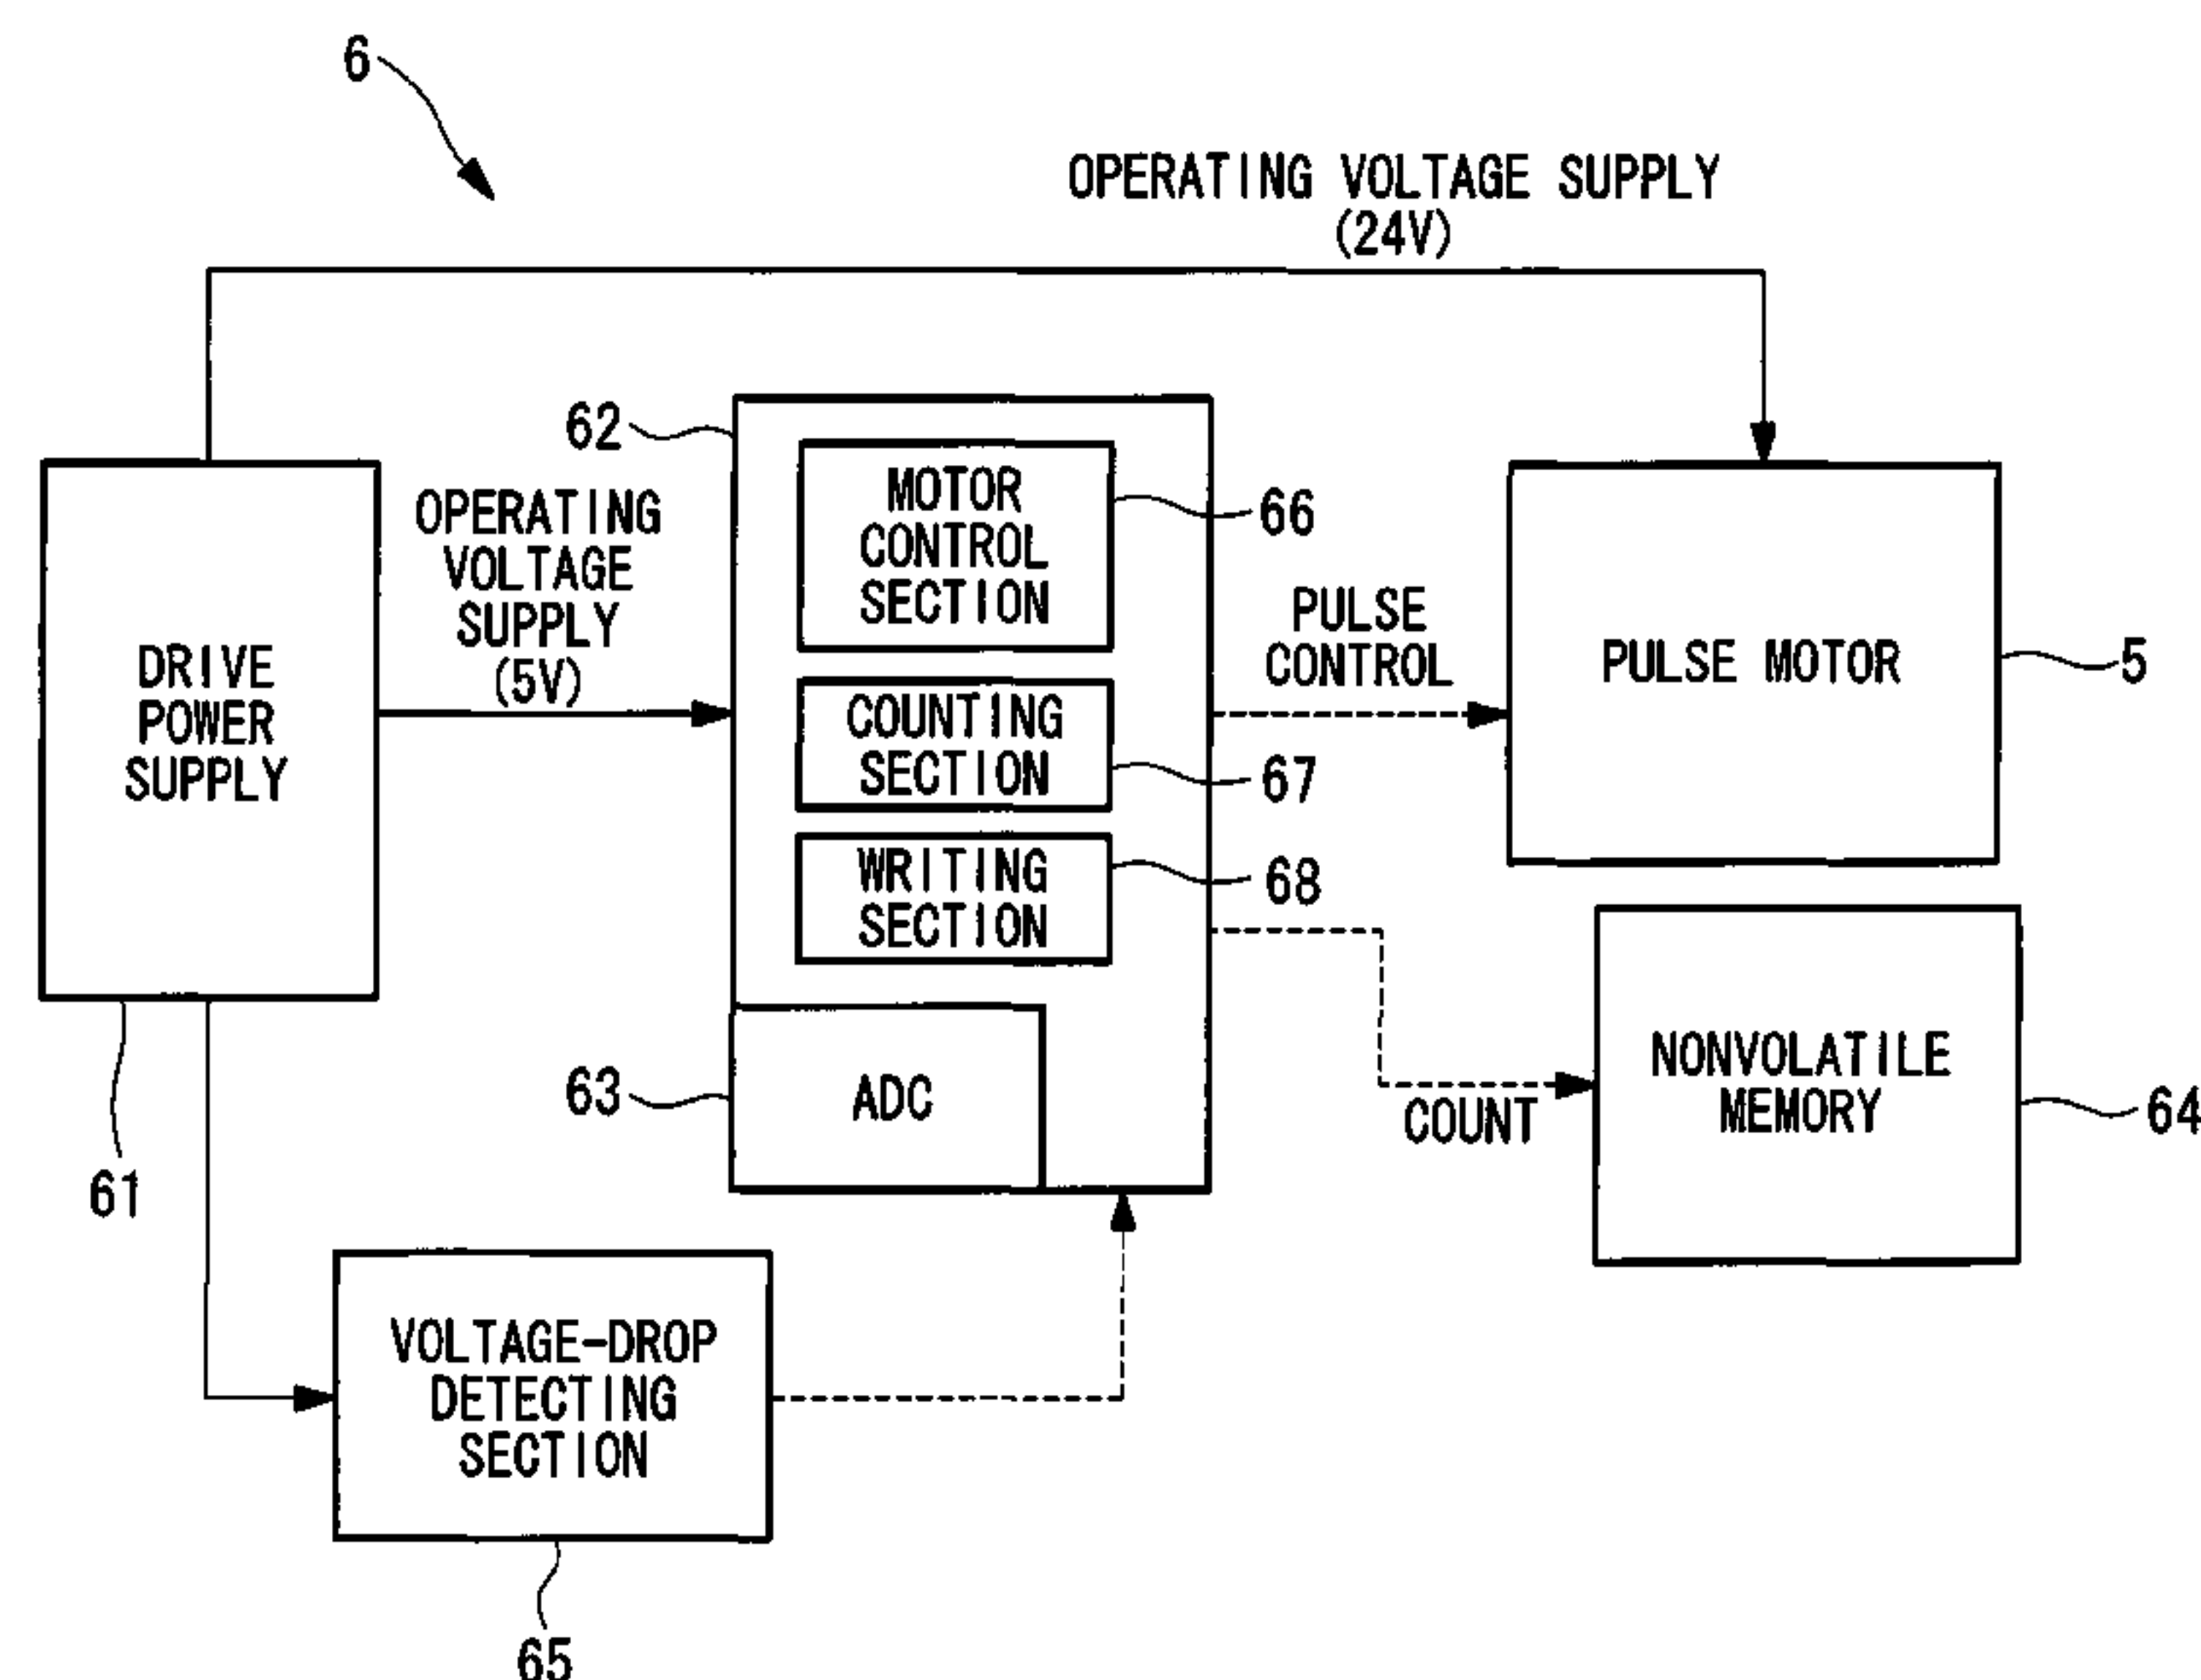 6
OPERATING VOLTAGE SUPPLY
(24V)
62
MOTOR
CONTROL
SECTION
66
OPERATING
VOLTAGE
SUPPLY
(5V)
DRIVE
POWER
SUPPLY
61
COUNTING
SECTION
67
WRITING
SECTION
68
PULSE
CONTROL
PULSE MOTOR
5
63
ADC
COUNT
NONVOLATILE
MEMORY
64
VOLTAGE-DROP
DETECTING
SECTION
65